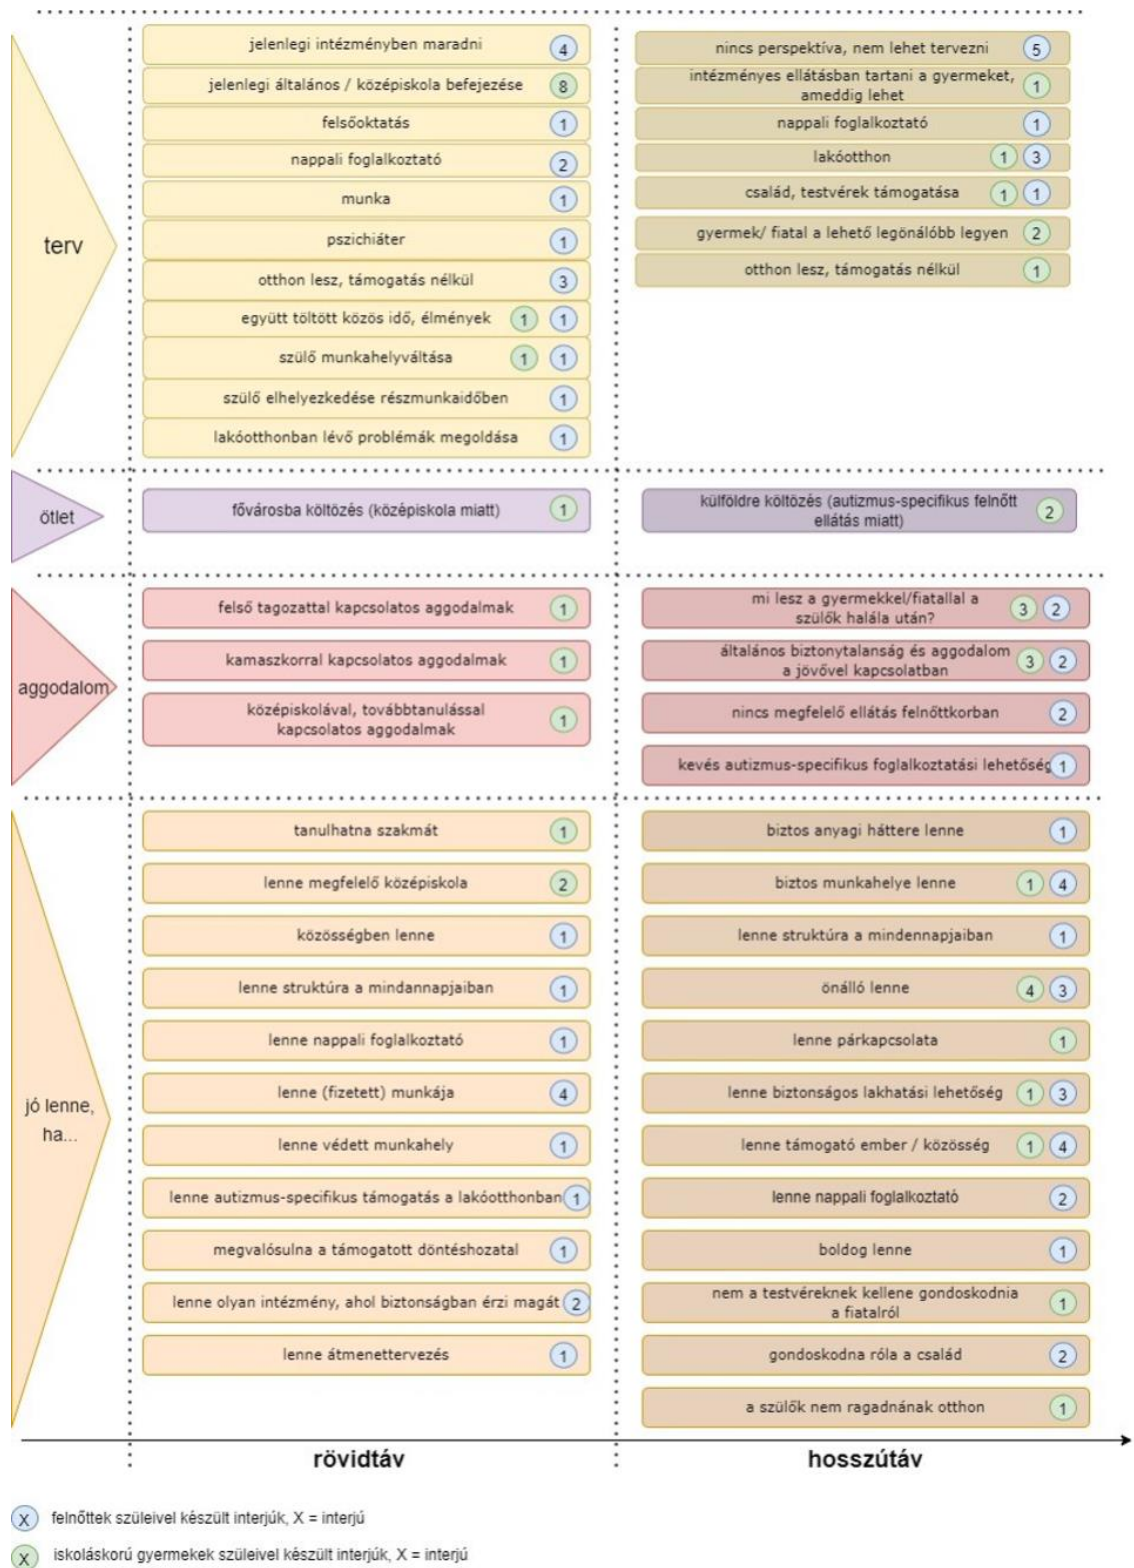 terv
jelenlegi intézményben maradni 4
jelenlegi általános / középiskola befejezése 8
felsőoktatás 1
nappali foglalkoztató 2
munka 1
pszichiáter 1
otthon lesz, támogatás nélkül 3
együtt töltött közös idő, élmények 1 1
szülő munkahelyváltása 1 1
szülő elhelyezkedése részmunkaidőben 1
lakóotthonban lévő problémák megoldása 1
nincs perspektíva, nem lehet tervezni 5
intézményes ellátásban tartani a gyermeket,
ameddig lehet 1
nappali foglalkoztató 1
lakóotthon 1 3
család, testvérek támogatása 1 1
gyermek/ fiatal a lehető legönálóbb legyen 2
otthon lesz, támogatás nélkül 1
ötlet
fővárosba költözés (középiskola miatt) 1
külföldre költözés (autizmus-specifikus felnőtt
ellátás miatt) 2
aggodalom
felső tagozattal kapcsolatos aggodalmak 1
kamaszkorral kapcsolatos aggodalmak 1
középiskolával, továbbtanulással
kapcsolatos aggodalmak 1
mi lesz a gyermekkel/fiatallal a
szülők halála után? 3 2
általános biztonytalanság és aggodalom
a jövővel kapcsolatban 3 2
nincs megfelelő ellátás felnőttkorban 2
kevés autizmus-specifikus foglalkoztatási lehetőség 1
jó lenne,
ha...
tanulhatna szakmát 1
lenne megfelelő középiskola 2
közösségben lenne 1
lenne struktúra a mindannapjaiban 1
lenne nappali foglalkoztató 1
lenne (fizetett) munkája 4
lenne védett munkahely 1
lenne autizmus-specifikus támogatás a lakóotthonban 1
megvalósulna a támogatott döntéshozatal 1
lenne olyan intézmény, ahol biztonságban érzi magát 2
lenne átmenettervezés 1
biztos anyagi háttere lenne 1
biztos munkahelye lenne 1 4
lenne struktúra a mindennapjaiban 1
önálló lenne 4 3
lenne párkapcsolata 1
lenne biztonságos lakhatási lehetőség 1 3
lenne támogató ember / közösség 1 4
lenne nappali foglalkoztató 2
boldog lenne 1
nem a testvéreknek kellene gondoskodnia
a fiatalról 1
gondoskodna róla a család 2
a szülők nem ragadnának otthon 1
rövidtáv
hosszútáv
X felnőttek szüleivel készült interjúk, X = interjú
X iskoláskorú gyermekek szüleivel készült interjúk, X = interjú